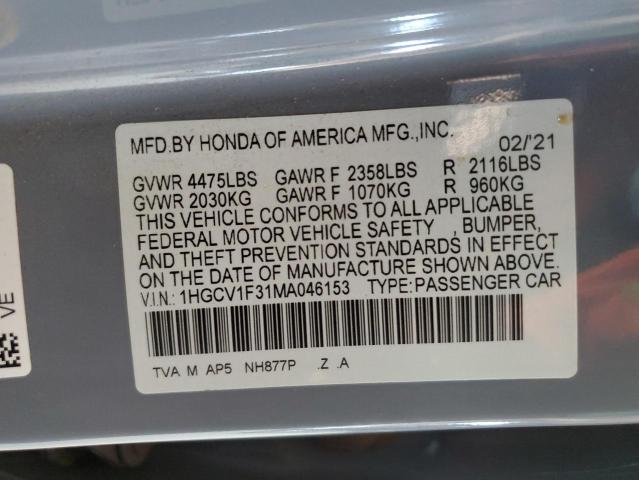 MFD.BY HONDA OF AMERICA MFG.,INC. 02/'21
GVWR 4475LBS GAWR F 2358LBS R 2116LBS
GVWR 2030KG GAWR F 1070KG R 960KG
THIS VEHICLE CONFORMS TO ALL APPLICABLE
FEDERAL MOTOR VEHICLE SAFETY , BUMPER,
AND THEFT PREVENTION STANDARDS IN EFFECT
ON THE DATE OF MANUFACTURE SHOWN ABOVE.
V.I.N.: 1HGCV1F31MA046153 TYPE:PASSENGER CAR
TVA M AP5 NH877P .Z .A
VE